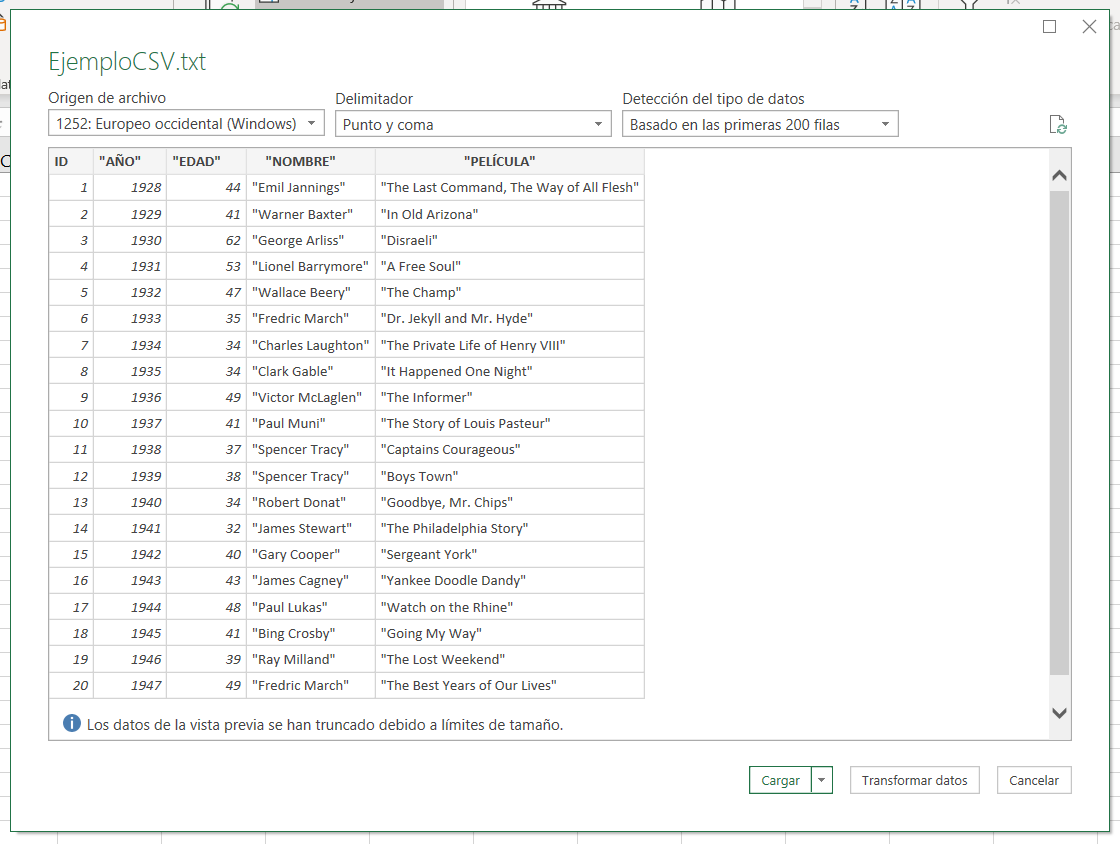 EjemploCSV.txt
Origen de archivo Delimitador Detección del tipo de datos
1252: Europeo occidental (Windows) Punto y coma Basado en las primeras 200 filas
ID "AÑO" "EDAD" "NOMBRE" "PELÍCULA"
1 1928 44 "Emil Jannings" "The Last Command, The Way of All Flesh"
2 1929 41 "Warner Baxter" "In Old Arizona"
3 1930 62 "George Arliss" "Disraeli"
4 1931 53 "Lionel Barrymore" "A Free Soul"
5 1932 47 "Wallace Beery" "The Champ"
6 1933 35 "Fredric March" "Dr. Jekyll and Mr. Hyde"
7 1934 34 "Charles Laughton" "The Private Life of Henry VIII"
8 1935 34 "Clark Gable" "It Happened One Night"
9 1936 49 "Victor McLaglen" "The Informer"
10 1937 41 "Paul Muni" "The Story of Louis Pasteur"
11 1938 37 "Spencer Tracy" "Captains Courageous"
12 1939 38 "Spencer Tracy" "Boys Town"
13 1940 34 "Robert Donat" "Goodbye, Mr. Chips"
14 1941 32 "James Stewart" "The Philadelphia Story"
15 1942 40 "Gary Cooper" "Sergeant York"
16 1943 43 "James Cagney" "Yankee Doodle Dandy"
17 1944 48 "Paul Lukas" "Watch on the Rhine"
18 1945 41 "Bing Crosby" "Going My Way"
19 1946 39 "Ray Milland" "The Lost Weekend"
20 1947 49 "Fredric March" "The Best Years of Our Lives"
Los datos de la vista previa se han truncado debido a límites de tamaño.
Cargar Transformar datos Cancelar